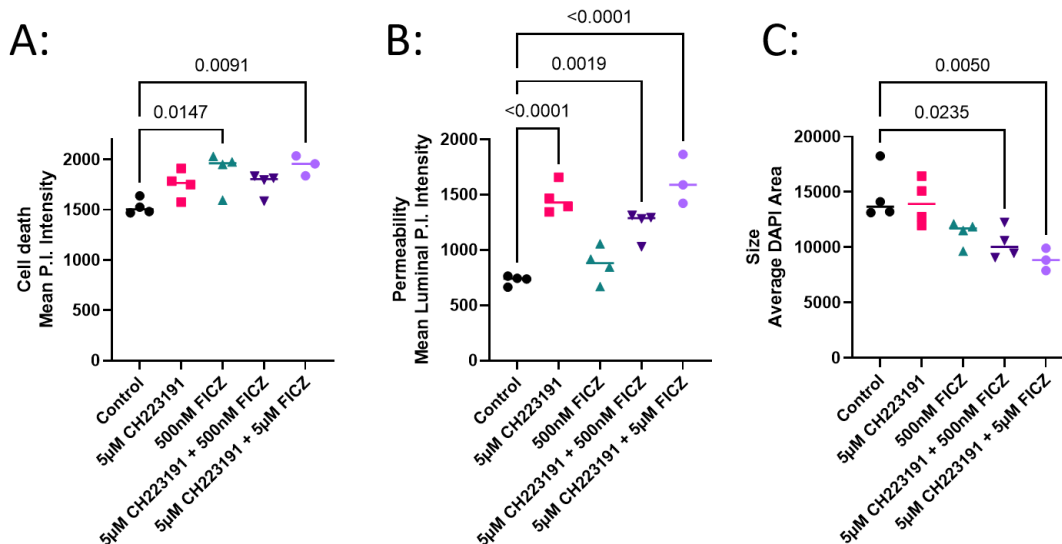 A:
0.0091
0.0147
Cell death
Mean P.I. Intensity
2000
1500
1000
500
0
Control
5µM CH223191
500nM FICZ
5µM CH223191 + 500nM FICZ
5µM CH223191 + 5µM FICZ
B:
<0.0001
0.0019
<0.0001
Permeability
Mean Luminal P.I. Intensity
2000
1500
1000
500
0
Control
5µM CH223191
500nM FICZ
5µM CH223191 + 500nM FICZ
5µM CH223191 + 5µM FICZ
C:
0.0050
0.0235
Size
Average DAPI Area
20000
15000
10000
5000
0
Control
5µM CH223191
500nM FICZ
5µM CH223191 + 500nM FICZ
5µM CH223191 + 5µM FICZ